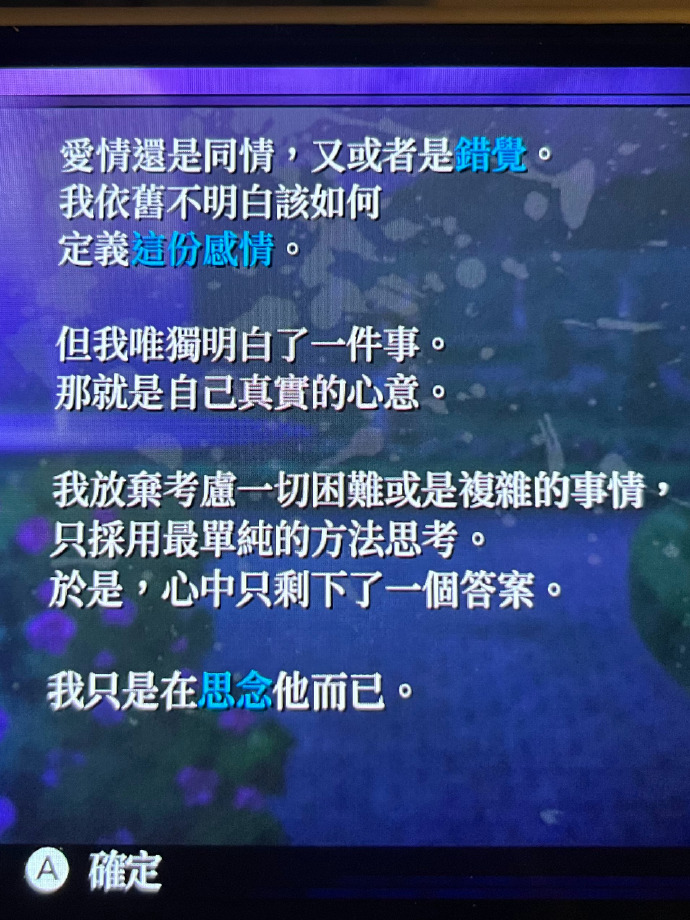 愛情還是同情，又或者是錯覺。
我依舊不明白該如何
定義這份感情。
但我唯獨明白了一件事。
那就是自己真實的心意。
我放棄考慮一切困難或是複雜的事情，
只採用最單純的方法思考。
於是，心中只剩下了一個答案。
我只是在思念他而已。
A 確定